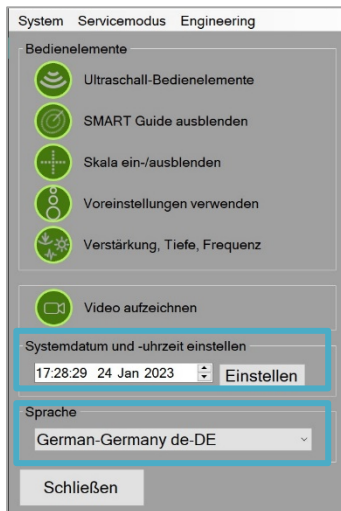 System Servicemodus Engineering
Bedienelemente
Ultraschall-Bedienelemente
SMART Guide ausblenden
Skala ein-/ausblenden
Voreinstellungen verwenden
Verstärkung, Tiefe, Frequenz
Video aufzeichnen
Systemdatum und -uhrzeit einstellen
17:28:29 24 Jan 2023 Einstellen
Sprache
German-Germany de-DE
Schließen